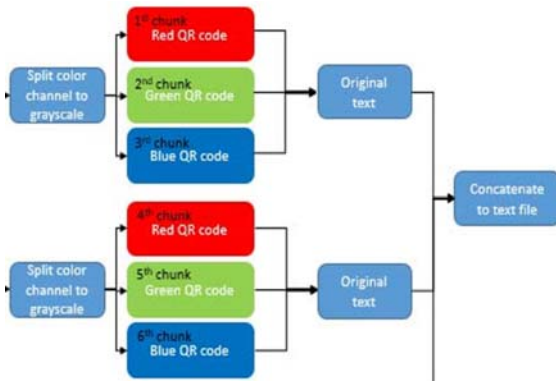 Split color
channel to
grayscale
1st chunk
Red QR code
2nd chunk
Green QR code
3rd chunk
Blue QR code
Original
text
Concatenate
to text file
Split color
channel to
grayscale
4th chunk
Red QR code
5th chunk
Green QR code
6th chunk
Blue QR code
Original
text